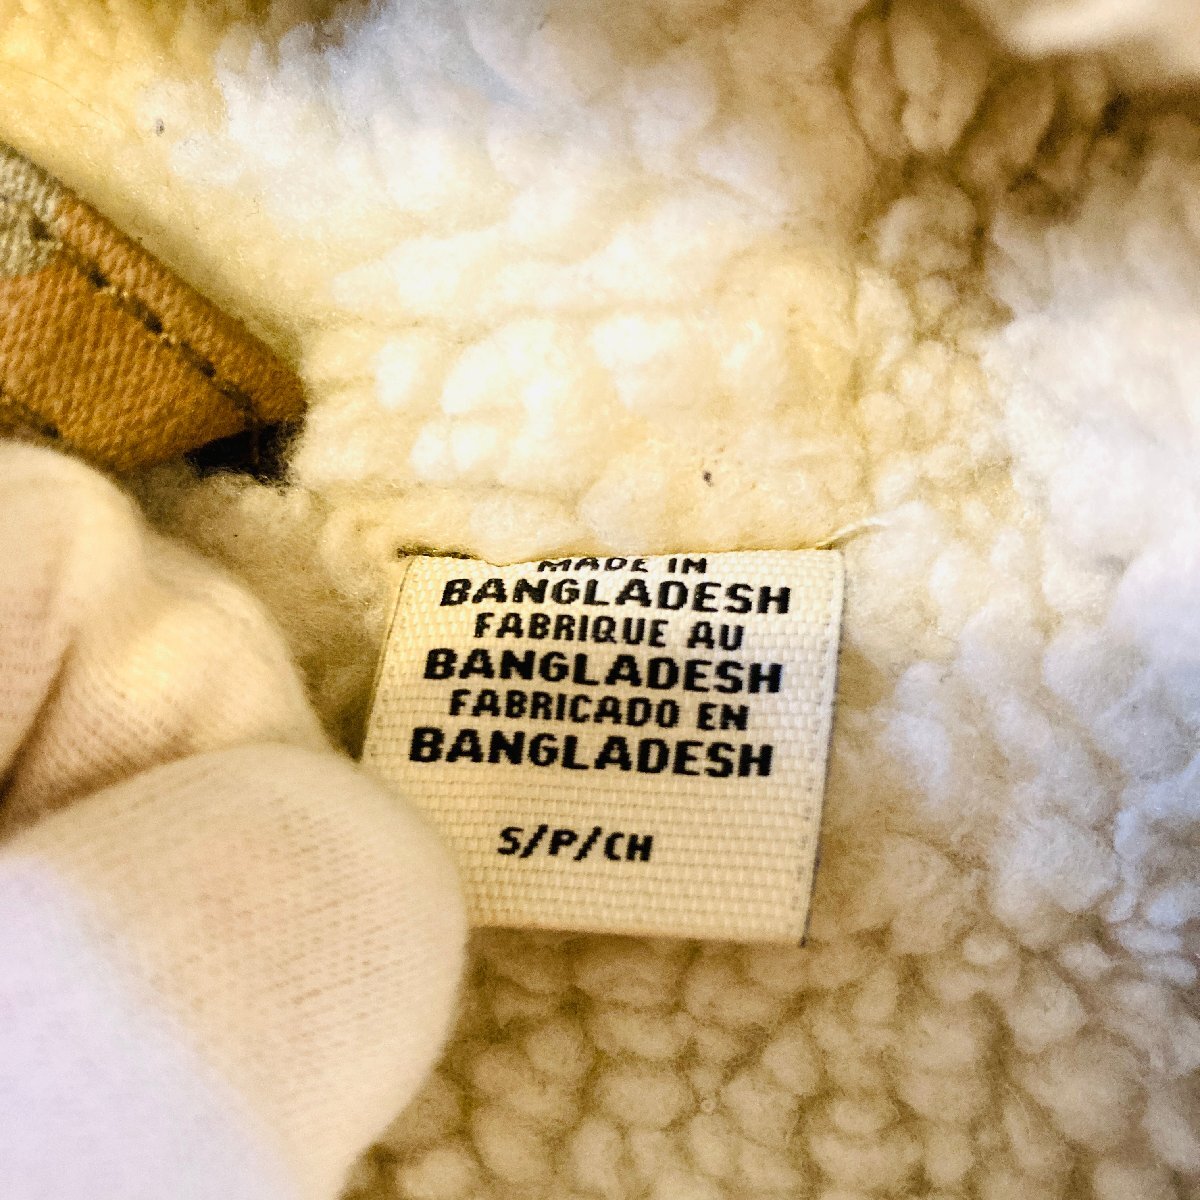 MADE IN
BANGLADESH
FABRIQUE AU
BANGLADESH
FABRICADO EN
BANGLADESH
S/P/CH